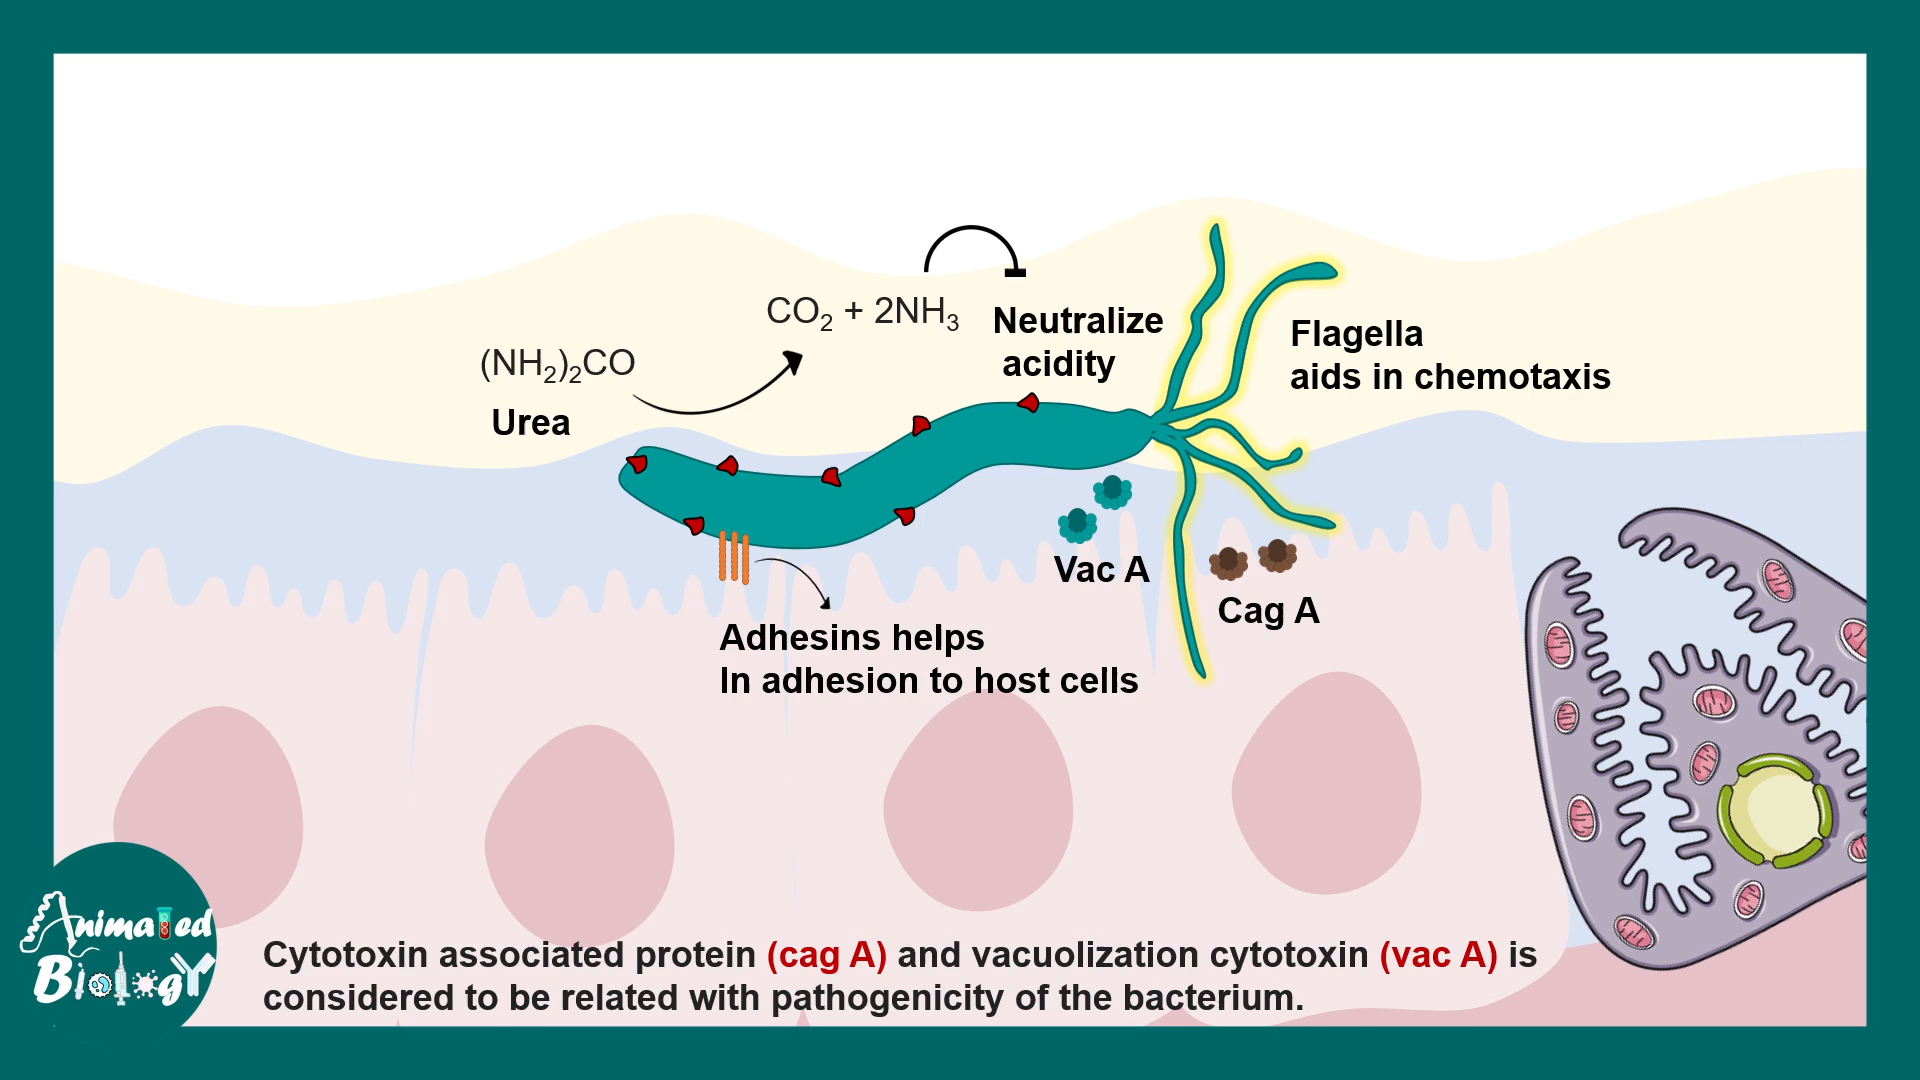 CO₂ + 2NH₃
Neutralize
acidity
(NH₂)₂CO
Urea
Flagella
aids in chemotaxis
Vac A
Cag A
Adhesins helps
In adhesion to host cells
Animated
Biology
Cytotoxin associated protein (cag A) and vacuolization cytotoxin (vac A) is
considered to be related with pathogenicity of the bacterium.